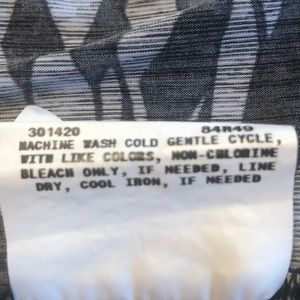 301420 84R49
MACHINE WASH COLD GENTLE CYCLE,
WITH LIKE COLORS, NON-CHLORINE
BLEACH ONLY, IF NEEDED, LINE
DRY, COOL IRON, IF NEEDED